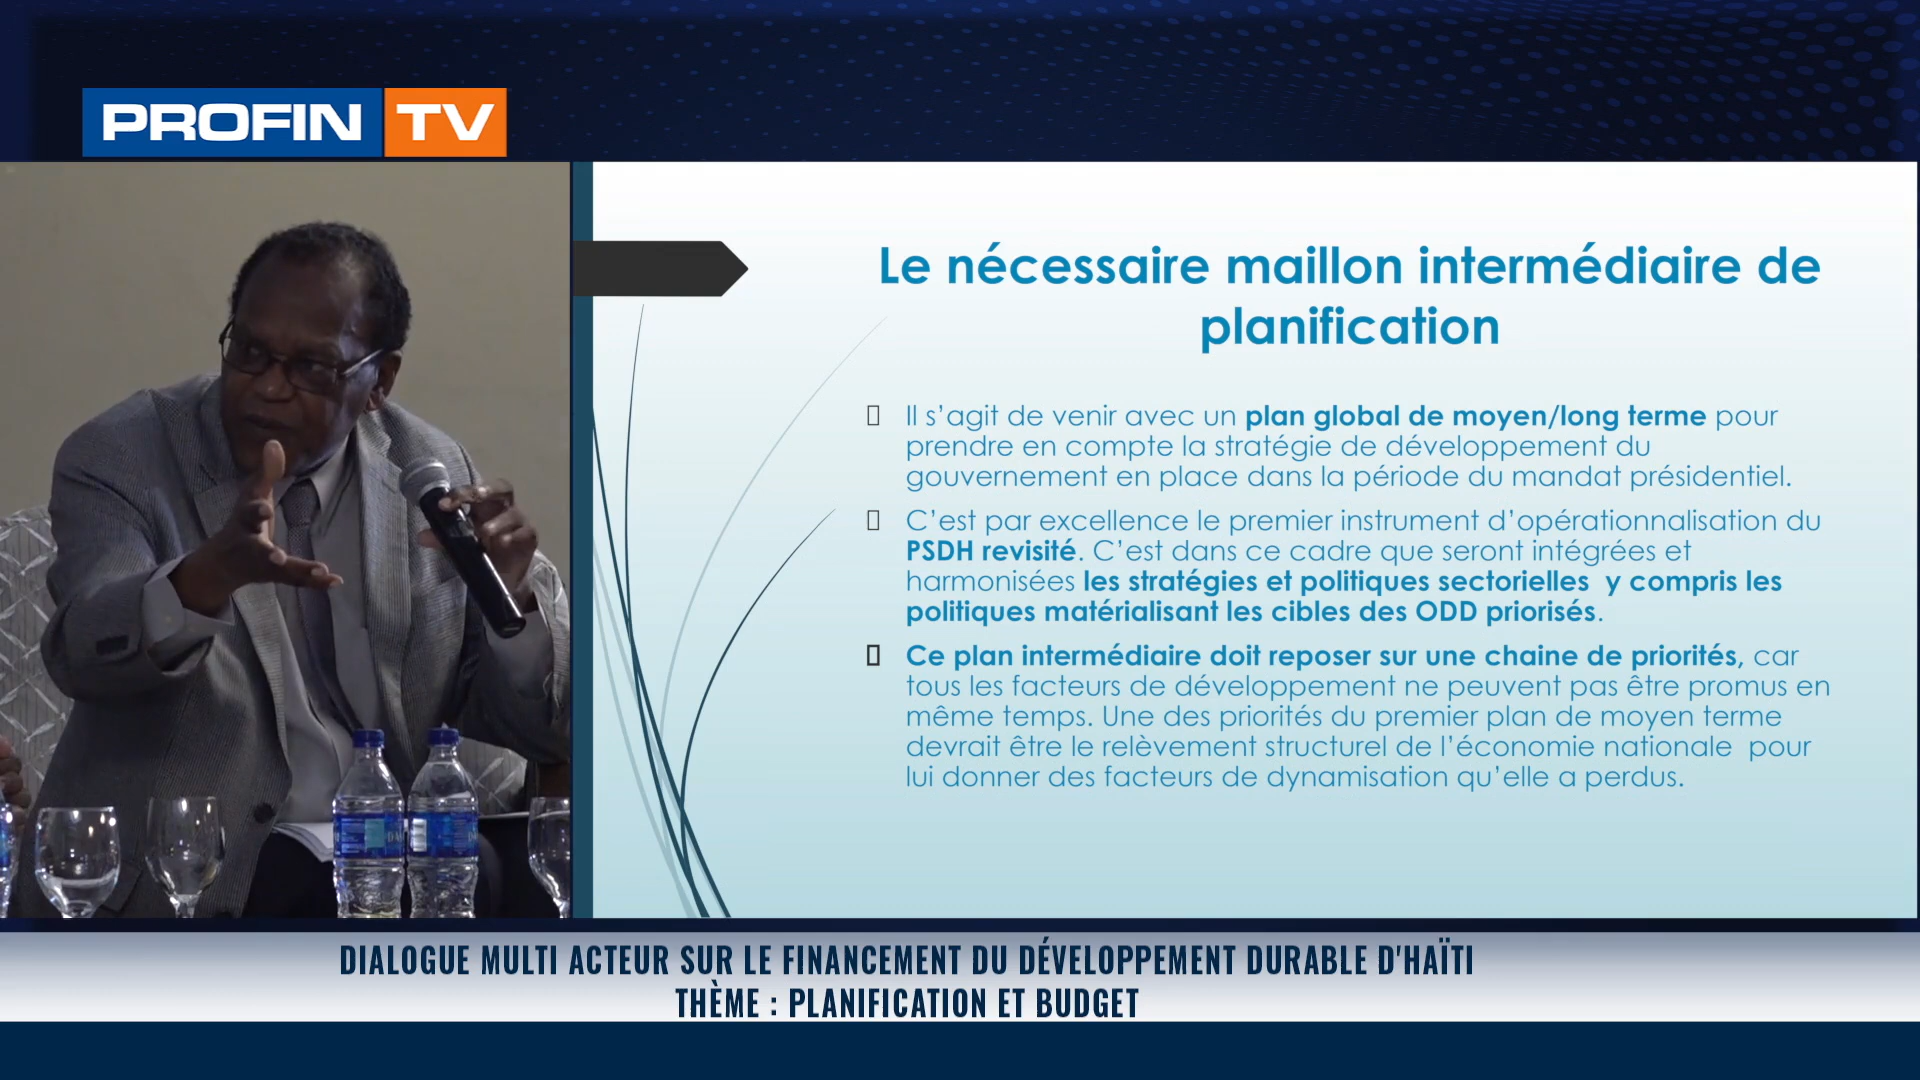 PROFIN TV
Le nécessaire maillon intermédiaire de
planification
Il s’agit de venir avec un plan global de moyen/long terme pour
prendre en compte la stratégie de développement du
gouvernement en place dans la période du mandat présidentiel.
C’est par excellence le premier instrument d’opérationnalisation du
PSDH revisité. C’est dans ce cadre que seront intégrées et
harmonisées les stratégies et politiques sectorielles y compris les
politiques matérialisant les cibles des ODD priorisés.
Ce plan intermédiaire doit reposer sur une chaine de priorités, car
tous les facteurs de développement ne peuvent pas être promus en
même temps. Une des priorités du premier plan de moyen terme
devrait être le relèvement structurel de l’économie nationale pour
lui donner des facteurs de dynamisation qu’elle a perdus.
DIALOGUE MULTI ACTEUR SUR LE FINANCEMENT DU DÉVELOPPEMENT DURABLE D'HAÏTI
THÈME : PLANIFICATION ET BUDGET